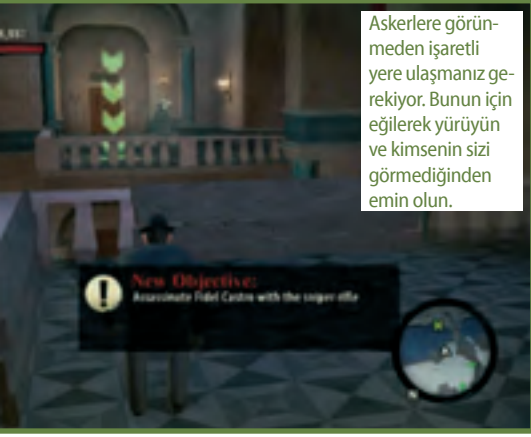 Askerlere görün-
meden işaretli
yere ulaşmanız ge-
rekiyor. Bunun için
eğilerek yürüyün
ve kimsenin sizi
görmediğinden
emin olun.
New Objective:
Assassinate Fidel Castro with the sniper rifle